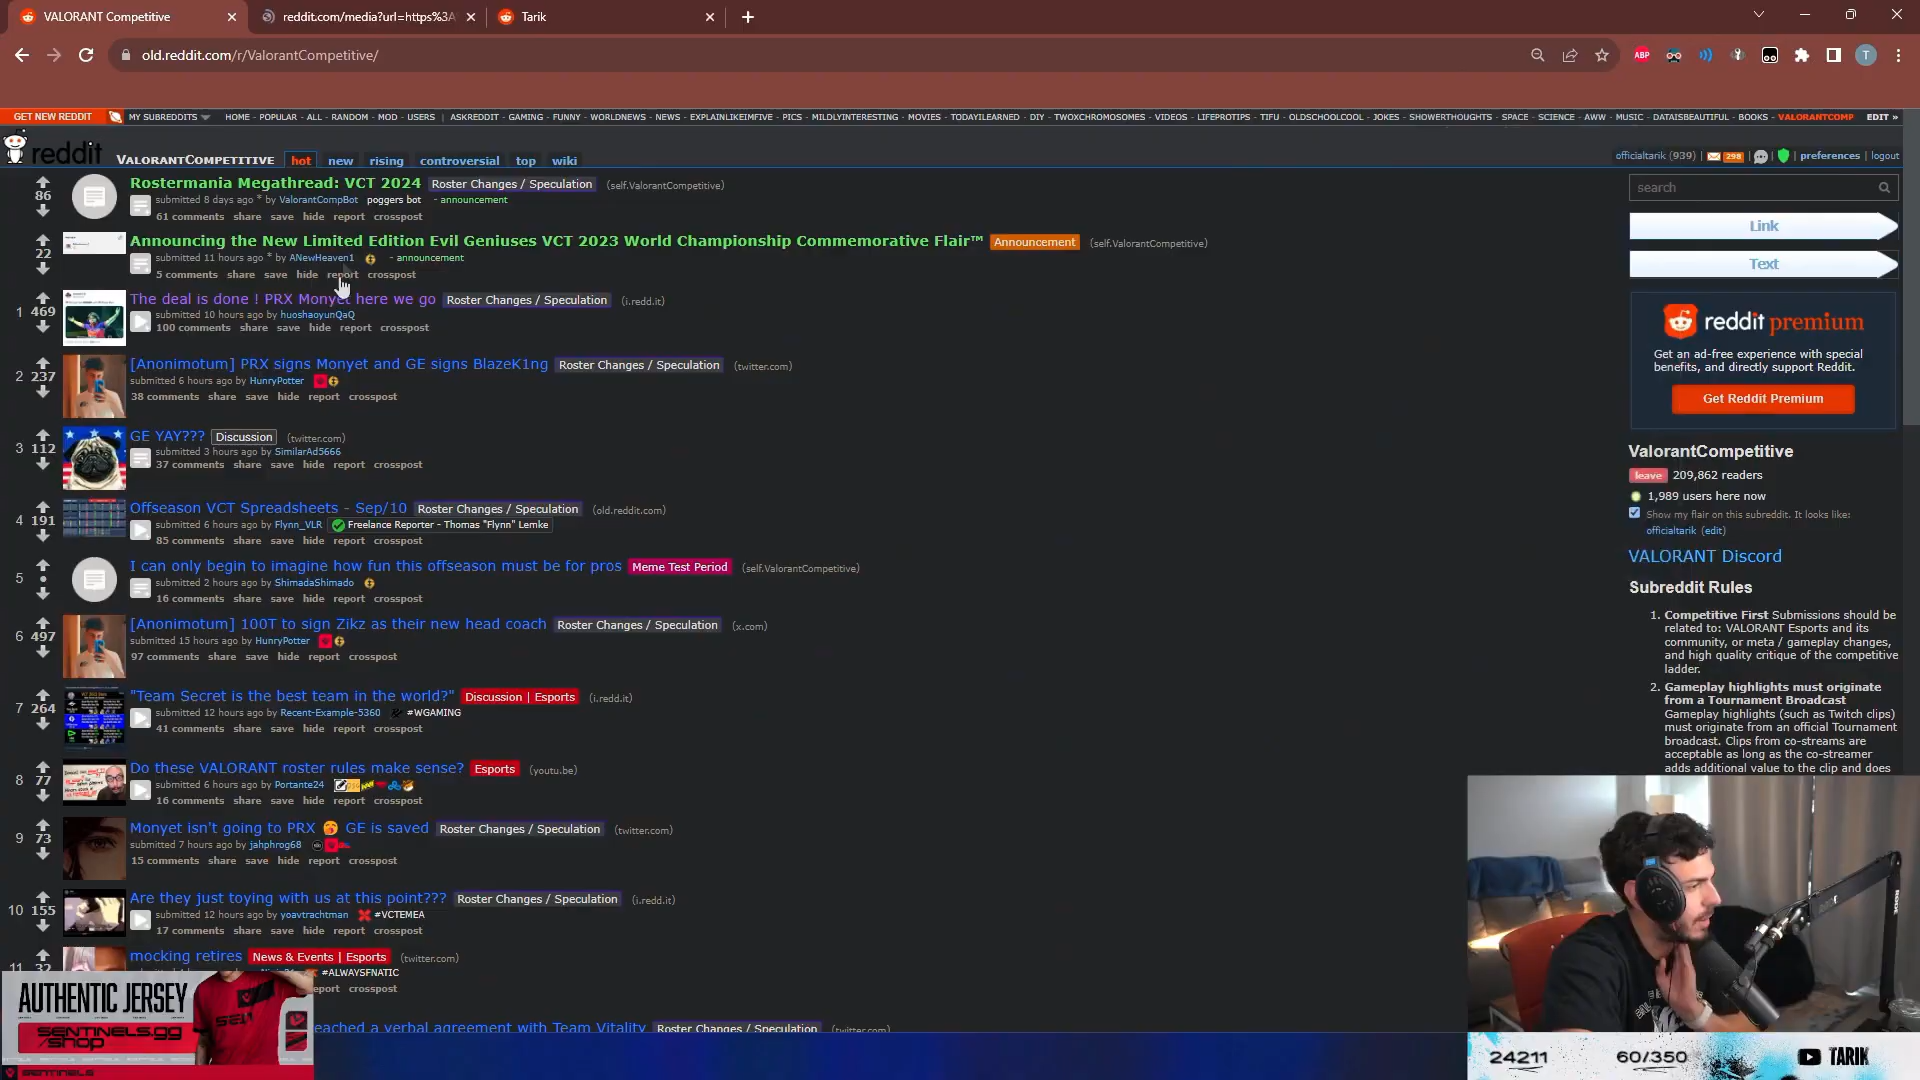 VALORANT Competitive
reddit.com/media?url=https%3A
Tarik
old.reddit.com/r/ValorantCompetitive/
ABP
T
GET NEW REDDIT
MY SUBREDDITS
HOME - POPULAR - ALL - RANDOM - MOD - USERS | ASKREDDIT - GAMING - FUNNY - WORLDNEWS - NEWS - EXPLAINLIKEIMFIVE - PICS - MILDLYINTERESTING - MOVIES - TODAYILEARNED - DIY - TWOXCHROMOSOMES - VIDEOS - LIFEPROTIPS - TIFU - OLDSCHOOLCOOL - JOKES - SHOWERTHOUGHTS - SPACE - SCIENCE - AWW - MUSIC - DATAISBEAUTIFUL - BOOKS - VALORANTCOMP EDIT »
reddit VALORANTCOMPETITIVE hot new rising controversial top wiki
officialtarik (939) | 298 | | preferences | logout
86
Rostermania Megathread: VCT 2024 Roster Changes / Speculation (self.ValorantCompetitive)
submitted 8 days ago * by ValorantCompBot poggers bot - announcement
61 comments share save hide report crosspost
22
Announcing the New Limited Edition Evil Geniuses VCT 2023 World Championship Commemorative Flair™ Announcement (self.ValorantCompetitive)
submitted 11 hours ago * by ANewHeaven1 - announcement
5 comments share save hide report crosspost
1 469
The deal is done ! PRX Monyet here we go Roster Changes / Speculation (i.redd.it)
submitted 10 hours ago by huoshaoyunQaQ
100 comments share save hide report crosspost
2 237
[Anonimotum] PRX signs Monyet and GE signs BlazeK1ng Roster Changes / Speculation (twitter.com)
submitted 6 hours ago by HunryPotter
38 comments share save hide report crosspost
3 112
GE YAY??? Discussion (twitter.com)
submitted 3 hours ago by SimilarAd5666
37 comments share save hide report crosspost
4 191
Offseason VCT Spreadsheets - Sep/10 Roster Changes / Speculation (old.reddit.com)
submitted 6 hours ago by Flynn_VLR Freelance Reporter - Thomas "Flynn" Lemke
85 comments share save hide report crosspost
5 •
I can only begin to imagine how fun this offseason must be for pros Meme Test Period (self.ValorantCompetitive)
submitted 2 hours ago by ShimadaShimado
16 comments share save hide report crosspost
6 497
[Anonimotum] 100T to sign Zikz as their new head coach Roster Changes / Speculation (x.com)
submitted 15 hours ago by HunryPotter
97 comments share save hide report crosspost
7 264
"Team Secret is the best team in the world?" Discussion | Esports (i.redd.it)
submitted 12 hours ago by Recent-Example-5360 #WGAMING
41 comments share save hide report crosspost
8 77
Do these VALORANT roster rules make sense? Esports (youtu.be)
submitted 6 hours ago by Portante24
16 comments share save hide report crosspost
9 73
Monyet isn't going to PRX 🥱 GE is saved Roster Changes / Speculation (twitter.com)
submitted 7 hours ago by jahphrog68
15 comments share save hide report crosspost
10 155
Are they just toying with us at this point??? Roster Changes / Speculation (i.redd.it)
submitted 12 hours ago by yoavtrachtman #VCTEMEA
17 comments share save hide report crosspost
11 32
mocking retires News & Events | Esports (twitter.com)
#ALWAYSFNATIC
report crosspost
eached a verbal agreement with Team Vitality Roster Changes / Speculation (twitter.com)
search
Link
Text
reddit premium
Get an ad-free experience with special
benefits, and directly support Reddit.
Get Reddit Premium
ValorantCompetitive
leave 209,862 readers
1,989 users here now
Show my flair on this subreddit. It looks like:
officialtarik (edit)
VALORANT Discord
Subreddit Rules
1. Competitive First Submissions should be
related to: VALORANT Esports and its
community, or meta / gameplay changes,
and high quality critique of the competitive
ladder.
2. Gameplay highlights must originate
from a Tournament Broadcast
Gameplay highlights (such as Twitch clips)
must originate from an official Tournament
broadcast. Clips from co-streams are
acceptable as long as the co-streamer
adds additional value to the clip and does
AUTHENTIC JERSEY
SENTINELS.GG
/SHOP
SENTINELS
RODE
24211 60/350 TARIK